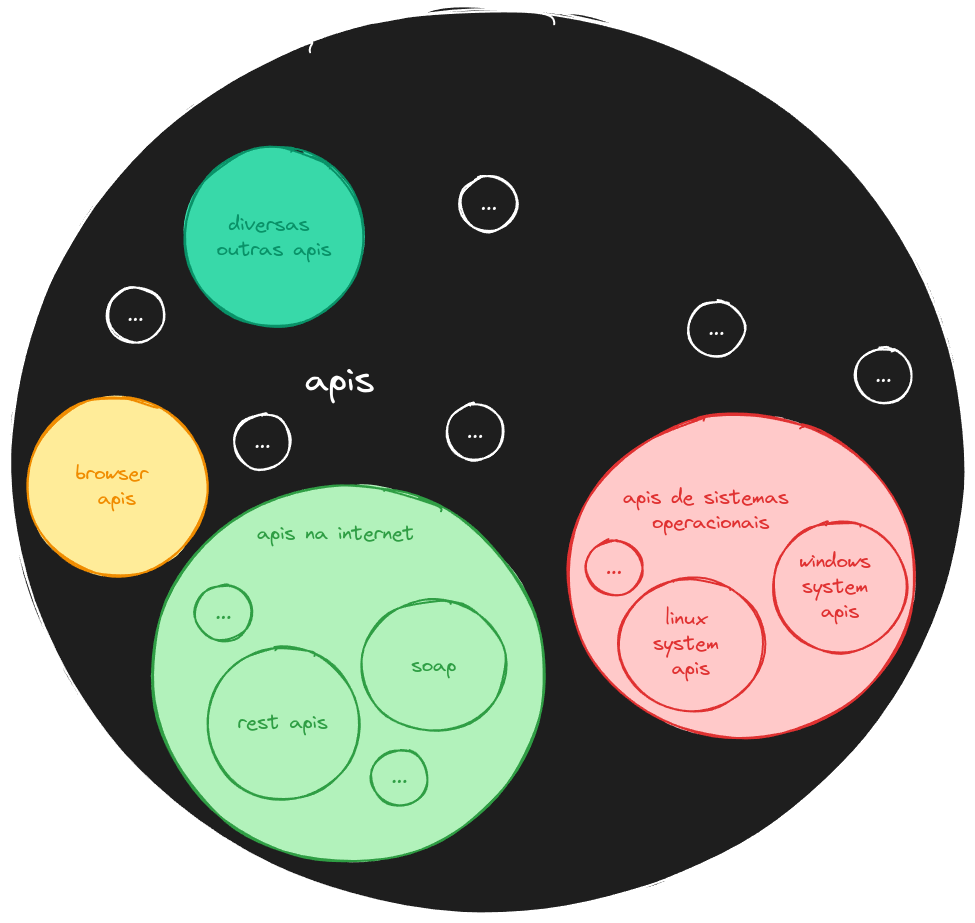 diversas
outras apis
...
...
...
...
apis
...
...
browser
apis
apis de sistemas
operacionais
...
windows
system
apis
linux
system
apis
apis na internet
...
soap
rest apis
...